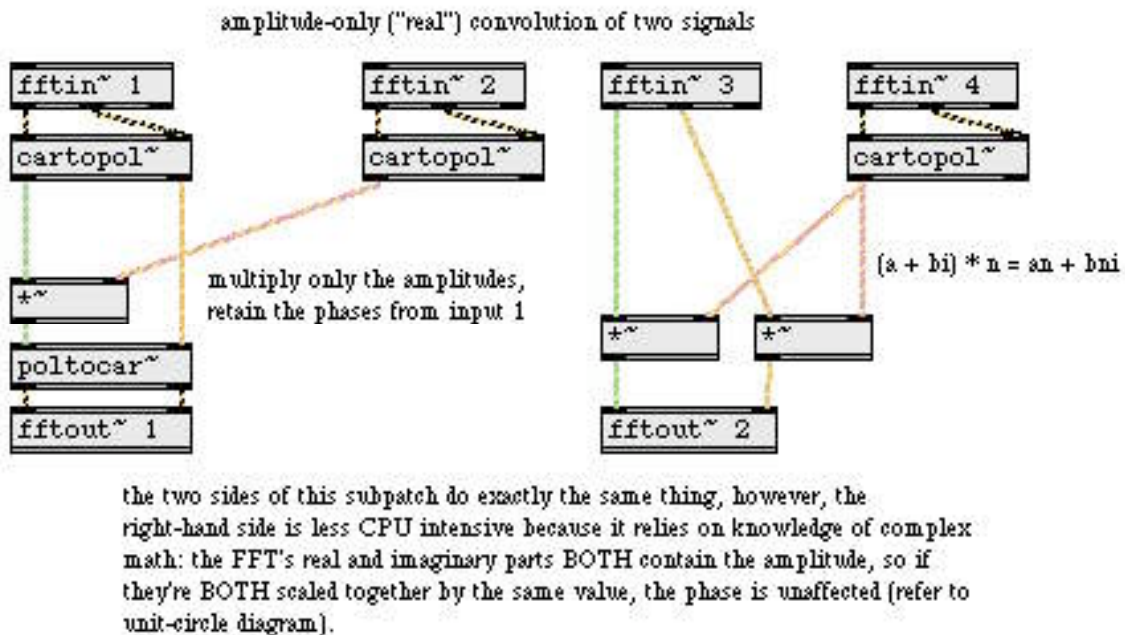 amplitude-only ("real") convolution of two signals
fftin~ 1
fftin~ 2
fftin~ 3
fftin~ 4
cartopol~
cartopol~
cartopol~
multiply only the amplitudes,
retain the phases from input 1
(a + bi) * n = an + bni
*~
*~
*~
poltocar~
fftout~ 1
fftout~ 2
the two sides of this subpatch do exactly the same thing, however, the
right-hand side is less CPU intensive because it relies on knowledge of complex
math: the FFT's real and imaginary parts BOTH contain the amplitude, so if
they're BOTH scaled together by the same value, the phase is unaffected (refer to
unit-circle diagram).